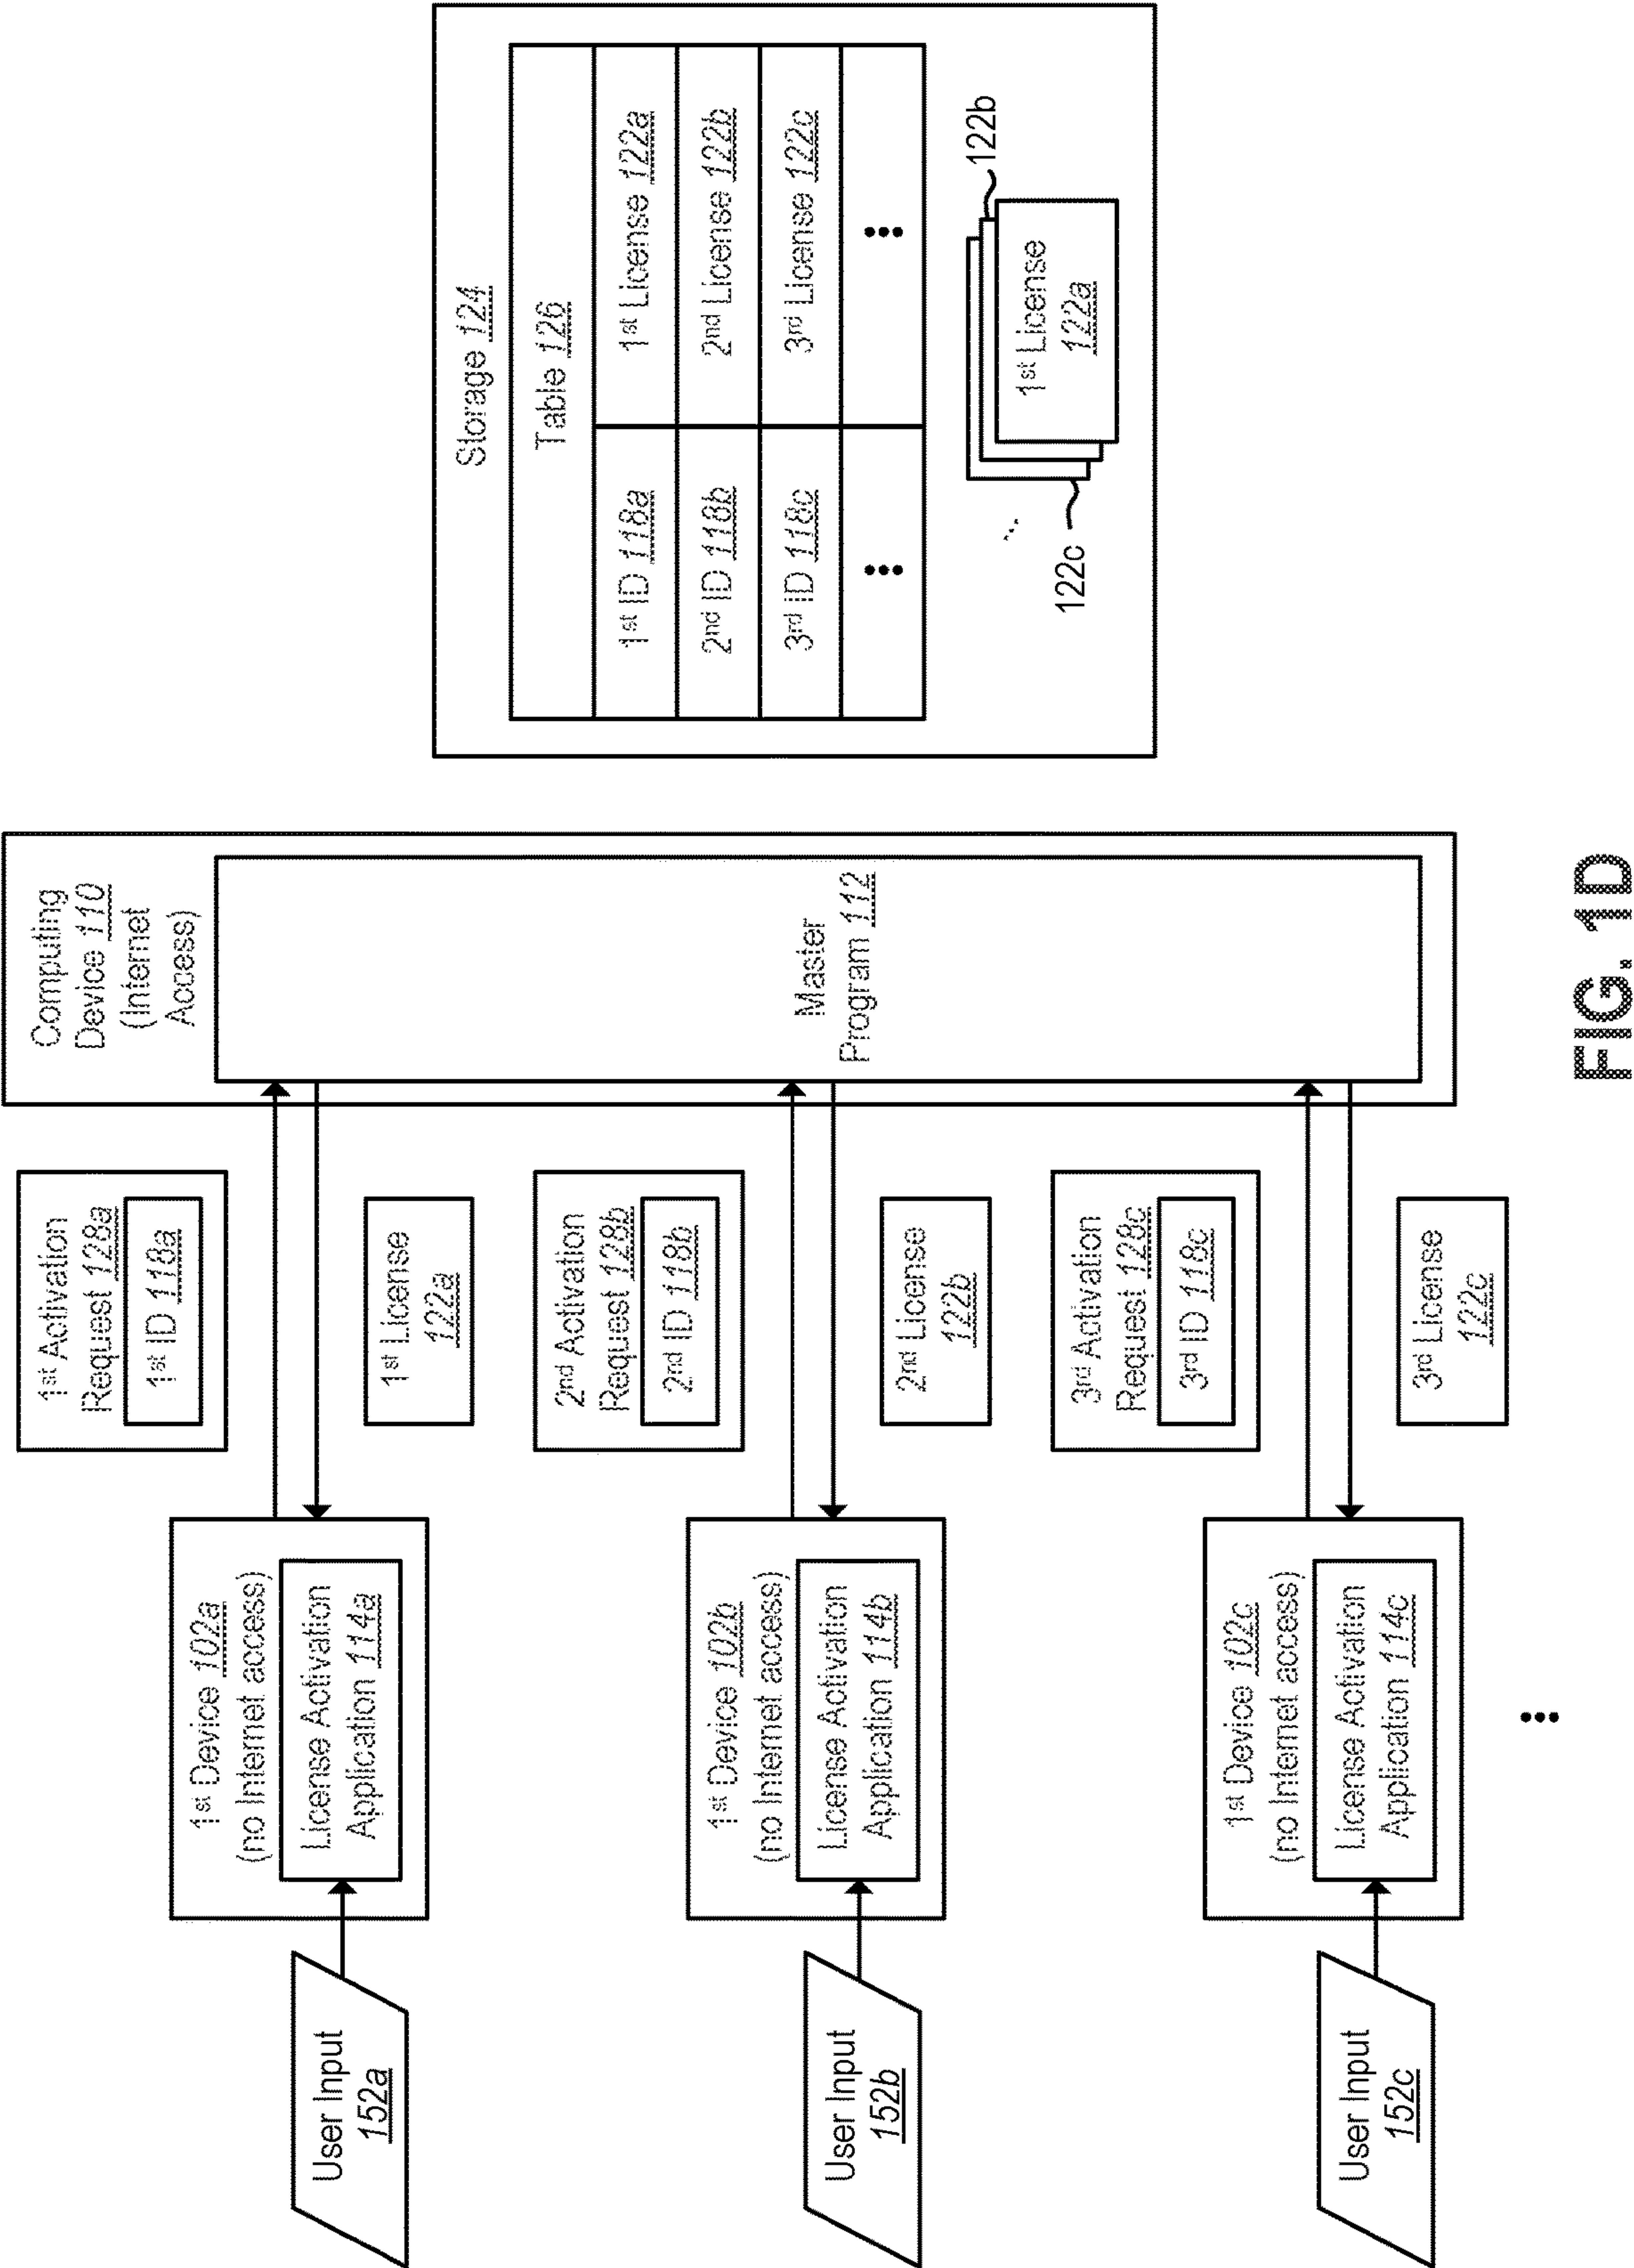 User Input
152a
1st Device 102a
(no Internet access)
License Activation
Application 114a
1st Activation
Request 128a
1st ID 118a
1st License
122a
User Input
152b
1st Device 102b
(no Internet access)
License Activation
Application 114b
2nd Activation
Request 128b
2nd ID 118b
2nd License
122b
User Input
152c
1st Device 102c
(no Internet access)
License Activation
Application 114c
3rd Activation
Request 128c
3rd ID 118c
3rd License
122c
Computing
Device 110
(Internet
Access)
Master
Program 112
Storage 124
Table 126
1st ID 118a 1st License 122a
2nd ID 118b 2nd License 122b
3rd ID 118c 3rd License 122c
122b
1st License
122a
122c
FIG. 1D